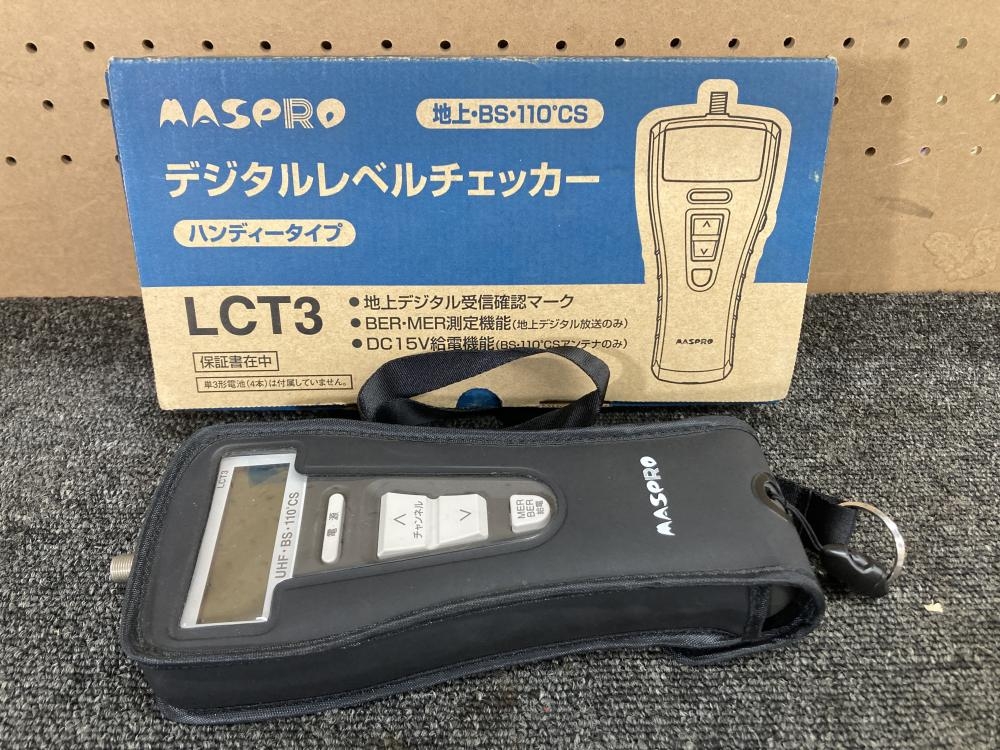 MASPRO
地上・BS・110°CS
デジタルレベルチェッカー
ハンディータイプ
LCT3
●地上デジタル受信確認マーク
●BER・MER測定機能(地上デジタル放送のみ)
●DC15V給電機能(BS・110°CSアンテナのみ)
保証書在中
単3形電池(4本)は付属していません。
MASPRO
LCT3
UHF・BS・110°CS
電源
チャンネル
MER
BER
給電
MASPRO